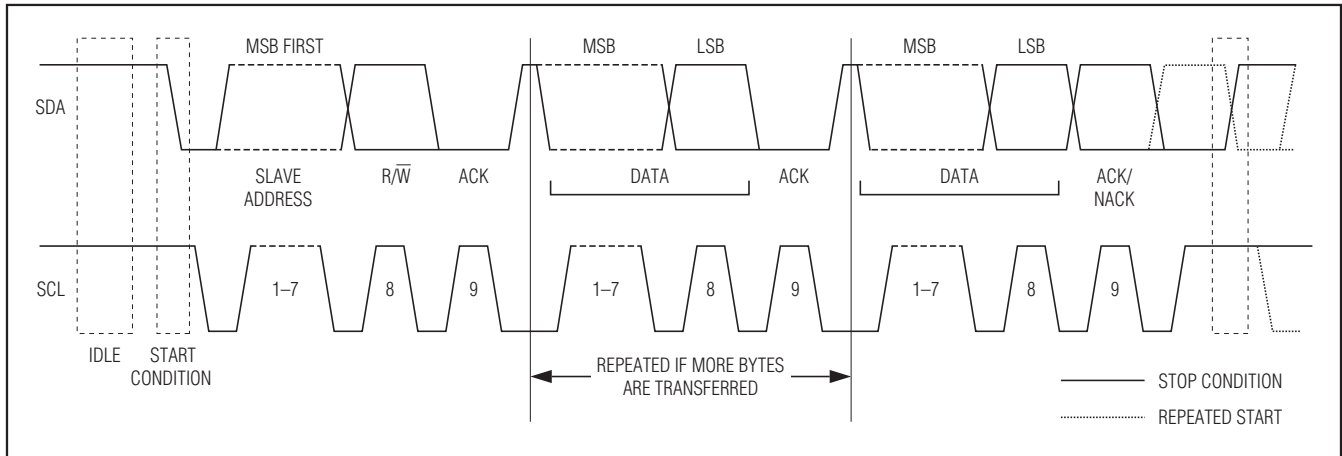 MSB FIRST
MSB
LSB
MSB
LSB
SDA
SLAVE
ADDRESS
R/W̅
ACK
DATA
ACK
DATA
ACK/
NACK
SCL
1–7
8
9
1–7
8
9
1–7
8
9
IDLE
START
CONDITION
REPEATED IF MORE BYTES
ARE TRANSFERRED
STOP CONDITION
REPEATED START